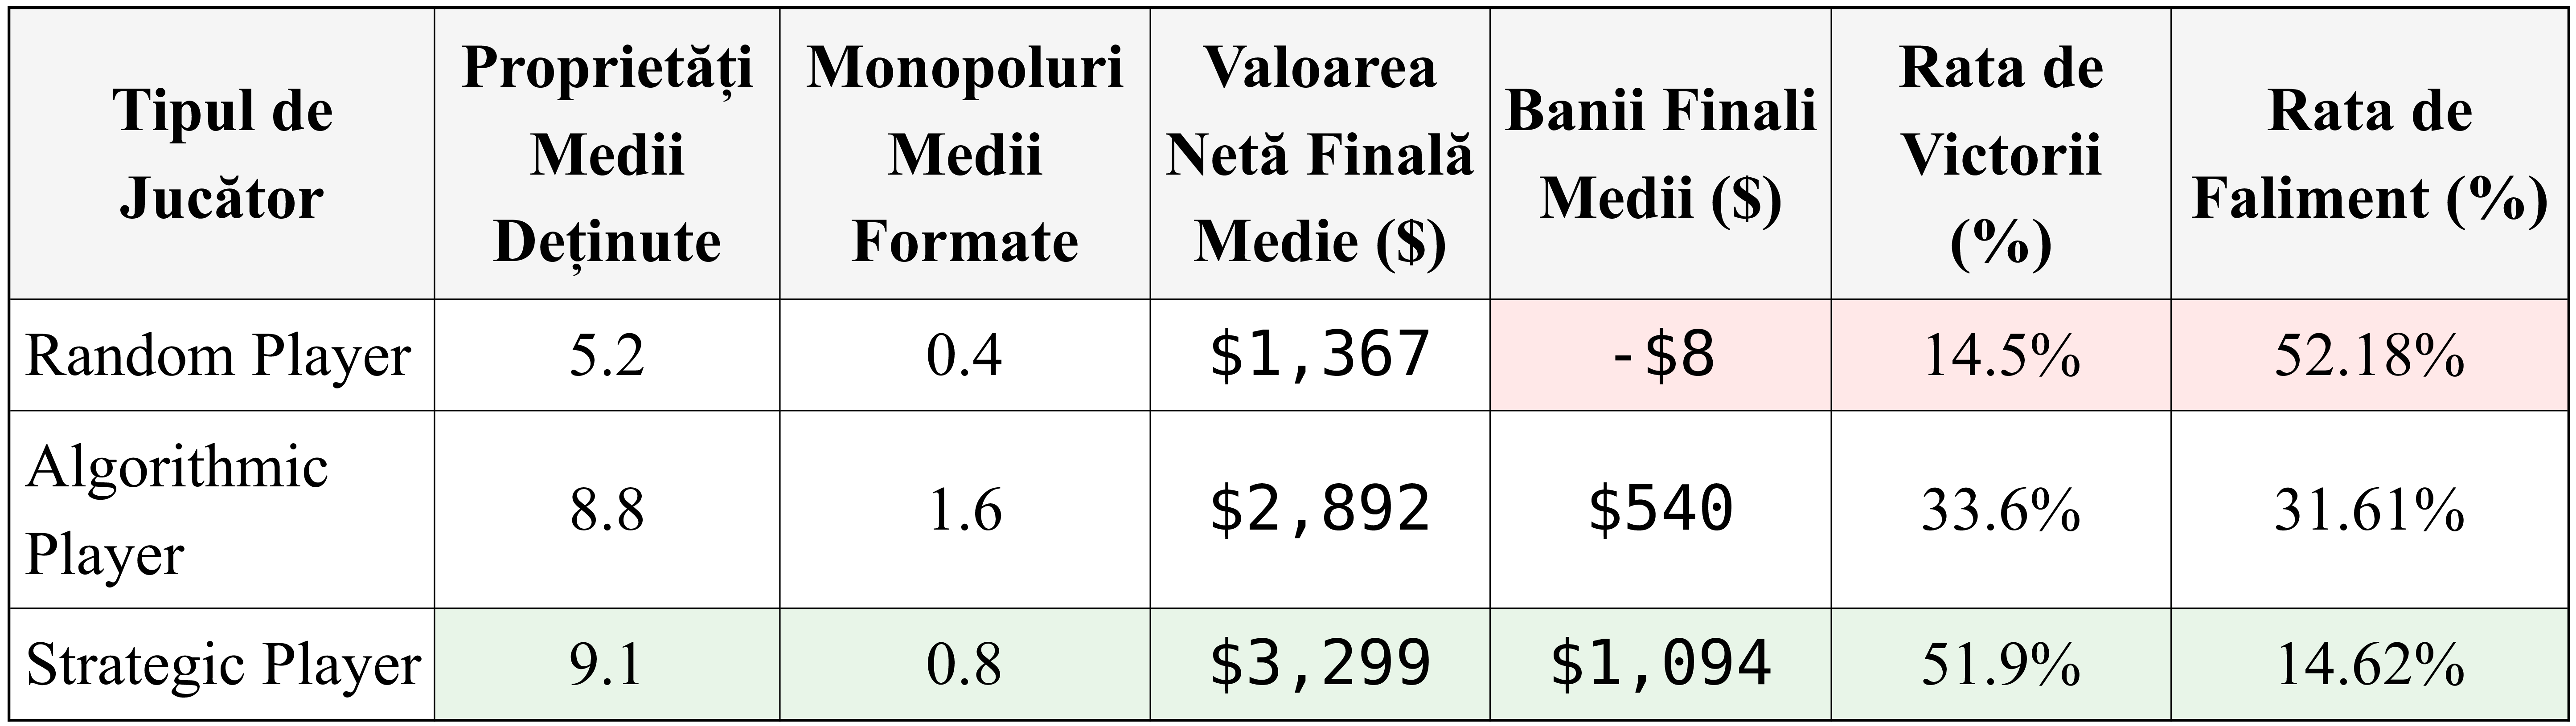 Tipul de
Jucător
Proprietăți
Medii
Deținute
Monopoluri
Medii
Formate
Valoarea
Netă Finală
Medie ($)
Banii Finali
Medii ($)
Rata de
Victorii
(%)
Rata de
Faliment (%)
Random Player
5.2
0.4
$1,367
-$8
14.5%
52.18%
Algorithmic
Player
8.8
1.6
$2,892
$540
33.6%
31.61%
Strategic Player
9.1
0.8
$3,299
$1,094
51.9%
14.62%